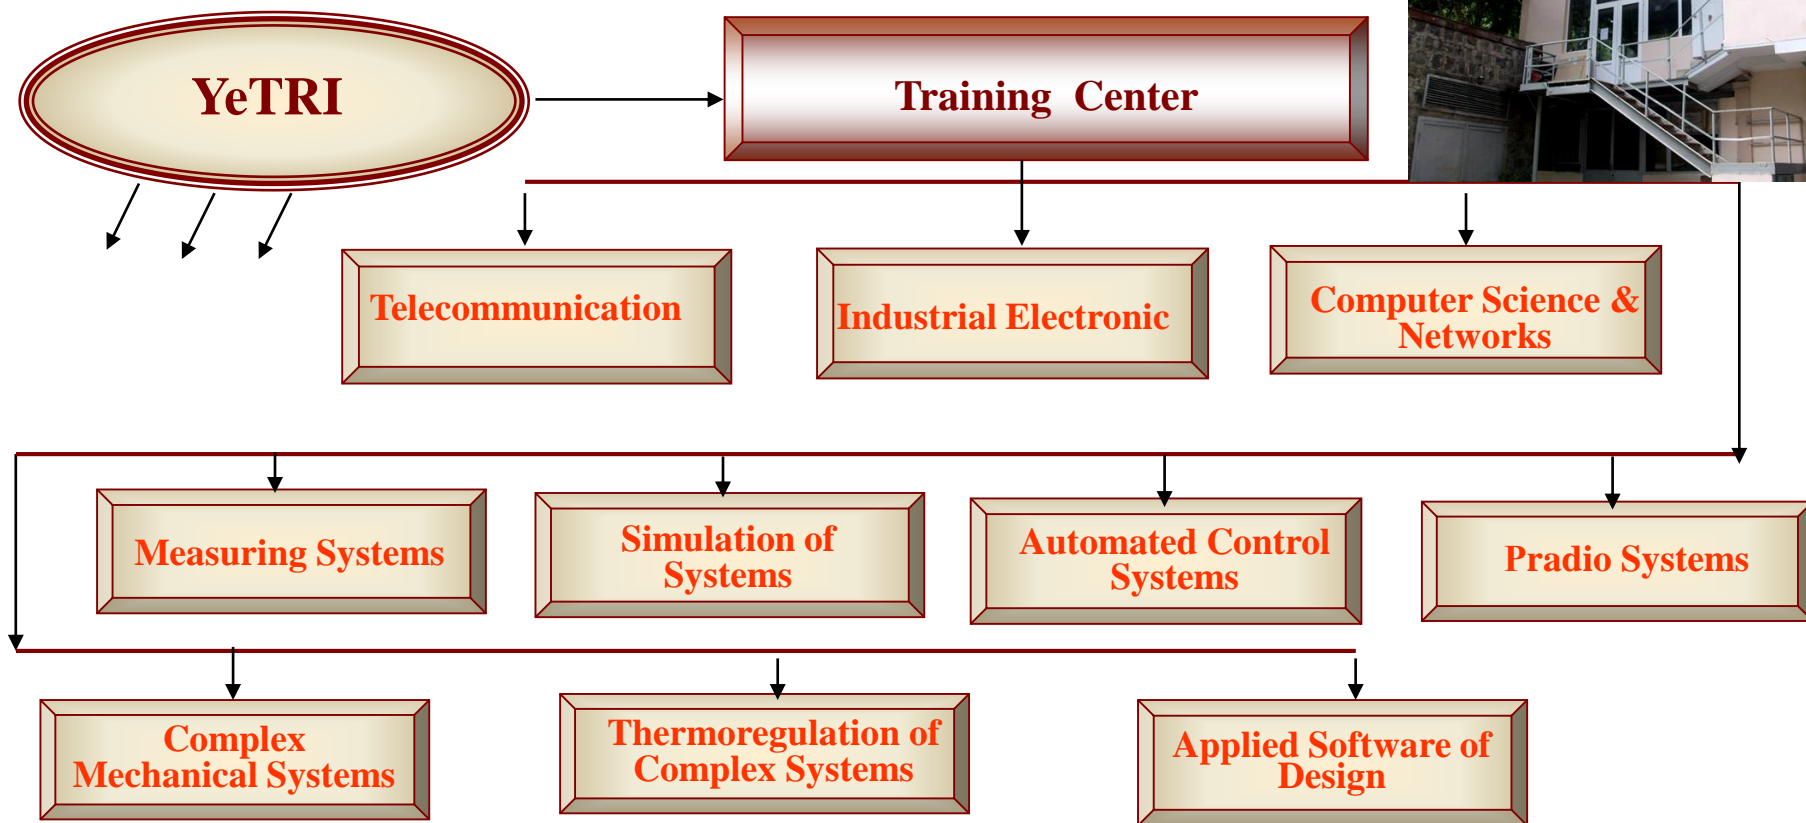 YeTRI
Training Center
Telecommunication
Industrial Electronic
Computer Science &
Networks
Measuring Systems
Simulation of
Systems
Automated Control
Systems
Pradio Systems
Complex
Mechanical Systems
Thermoregulation of
Complex Systems
Applied Software of
Design